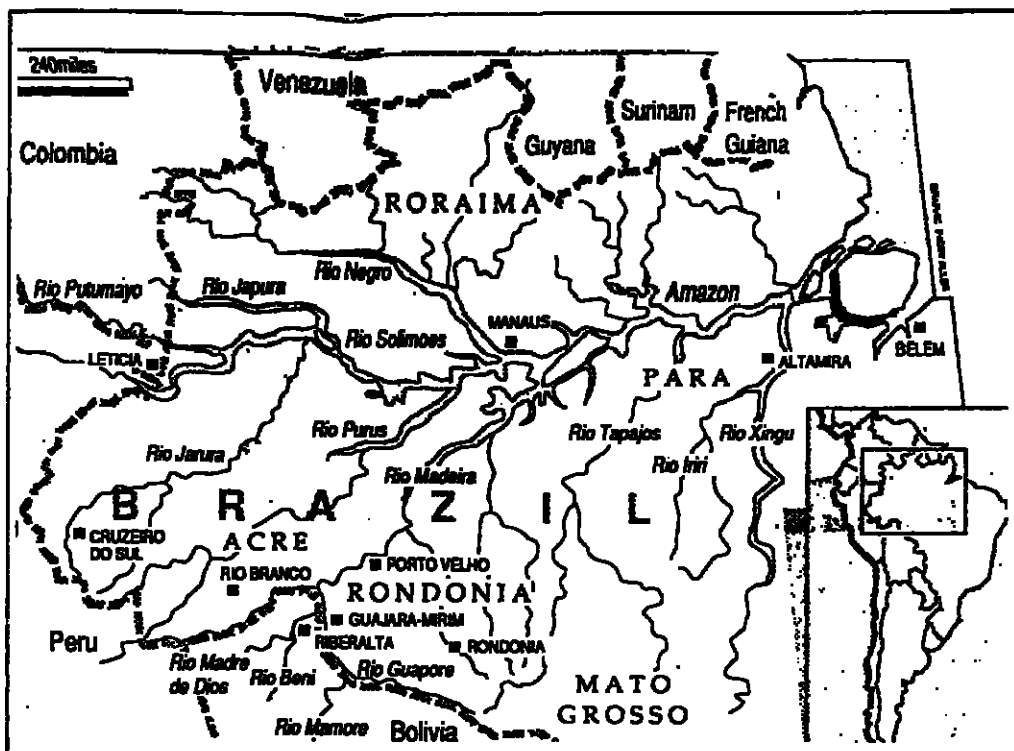 240miles
Venezuela
Colombia
Surinam
French
Guiana
Guyana
RORAIMA
Rio Negro
Rio Putumayo
Rio Japura
Amazon
MANAUS
Rio Solimoes
LETICIA
BELEM
ALTAMIRA
PARA
Rio Purus
Rio Tapajos
Rio Xingu
Rio Jarura
Rio Madeira
Rio Iriri
BRAZIL
CRUZEIRO
DO SUL
ACRE
PORTO VELHO
RIO BRANCO
RONDONIA
GUAJARA-MIRIM
Peru
RIBERALTA
RONDONIA
Rio Madre
de Dios
Rio Beni
Rio Guapore
MATO
GROSSO
Rio Mamore
Bolivia